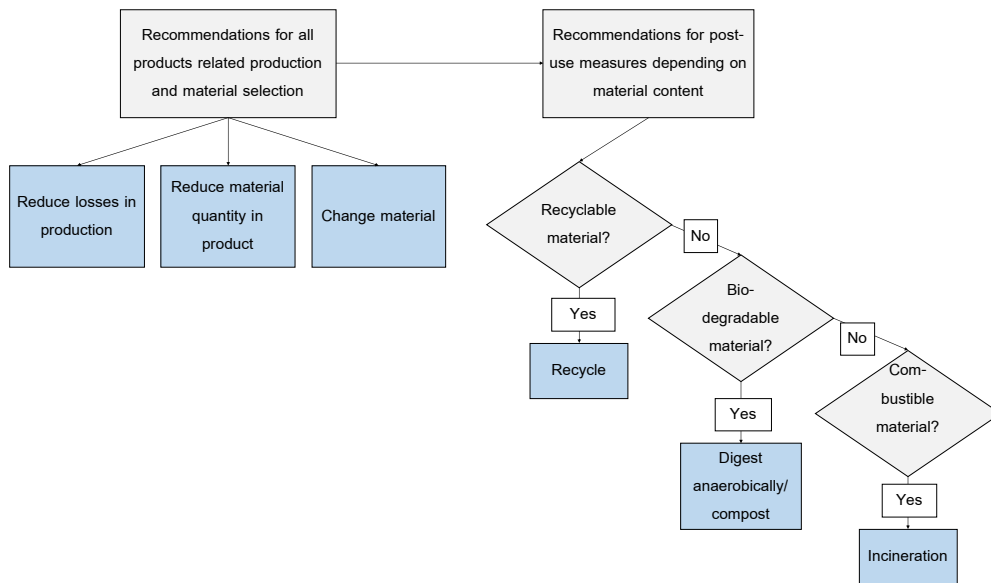 Recommendations for all
products related production
and material selection
Recommendations for post-
use measures depending on
material content
Reduce losses in
production
Reduce material
quantity in
product
Change material
Recyclable
material?
No
Yes
Recycle
Bio-
degradable
material?
No
Yes
Digest
anaerobically/
compost
Com-
bustible
material?
Yes
Incineration